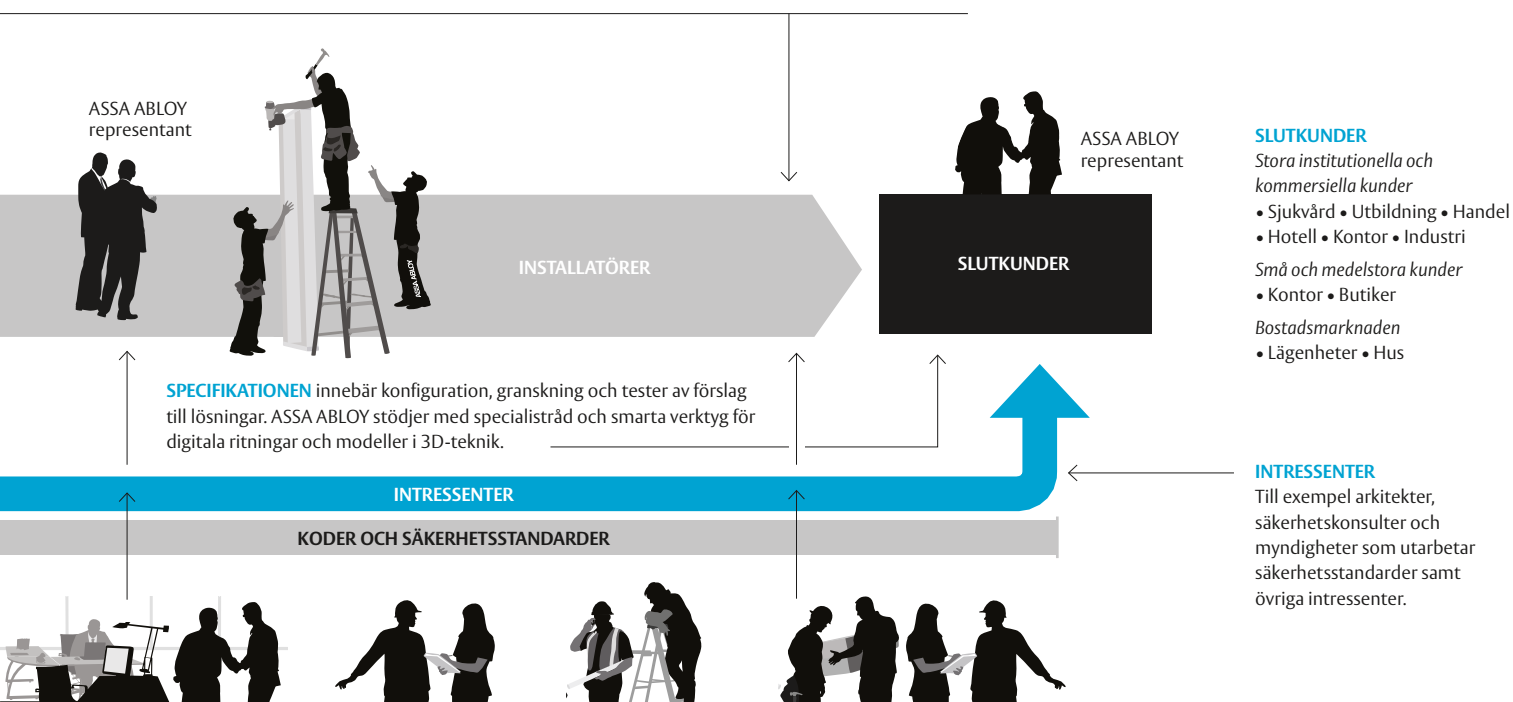 ASSA ABLOY
representant
ASSA ABLOY
INSTALLATÖRER
SLUTKUNDER
ASSA ABLOY
representant
SLUTKUNDER
Stora institutionella och
kommersiella kunder
• Sjukvård • Utbildning • Handel
• Hotell • Kontor • Industri
Små och medelstora kunder
• Kontor • Butiker
Bostadsmarknaden
• Lägenheter • Hus
SPECIFIKATIONEN innebär konfiguration, granskning och tester av förslag
till lösningar. ASSA ABLOY stödjer med specialistråd och smarta verktyg för
digitala ritningar och modeller i 3D-teknik.
INTRESSENTER
KODER OCH SÄKERHETSSTANDARDER
INTRESSENTER
Till exempel arkitekter,
säkerhetskonsulter och
myndigheter som utarbetar
säkerhetsstandarder samt
övriga intressenter.